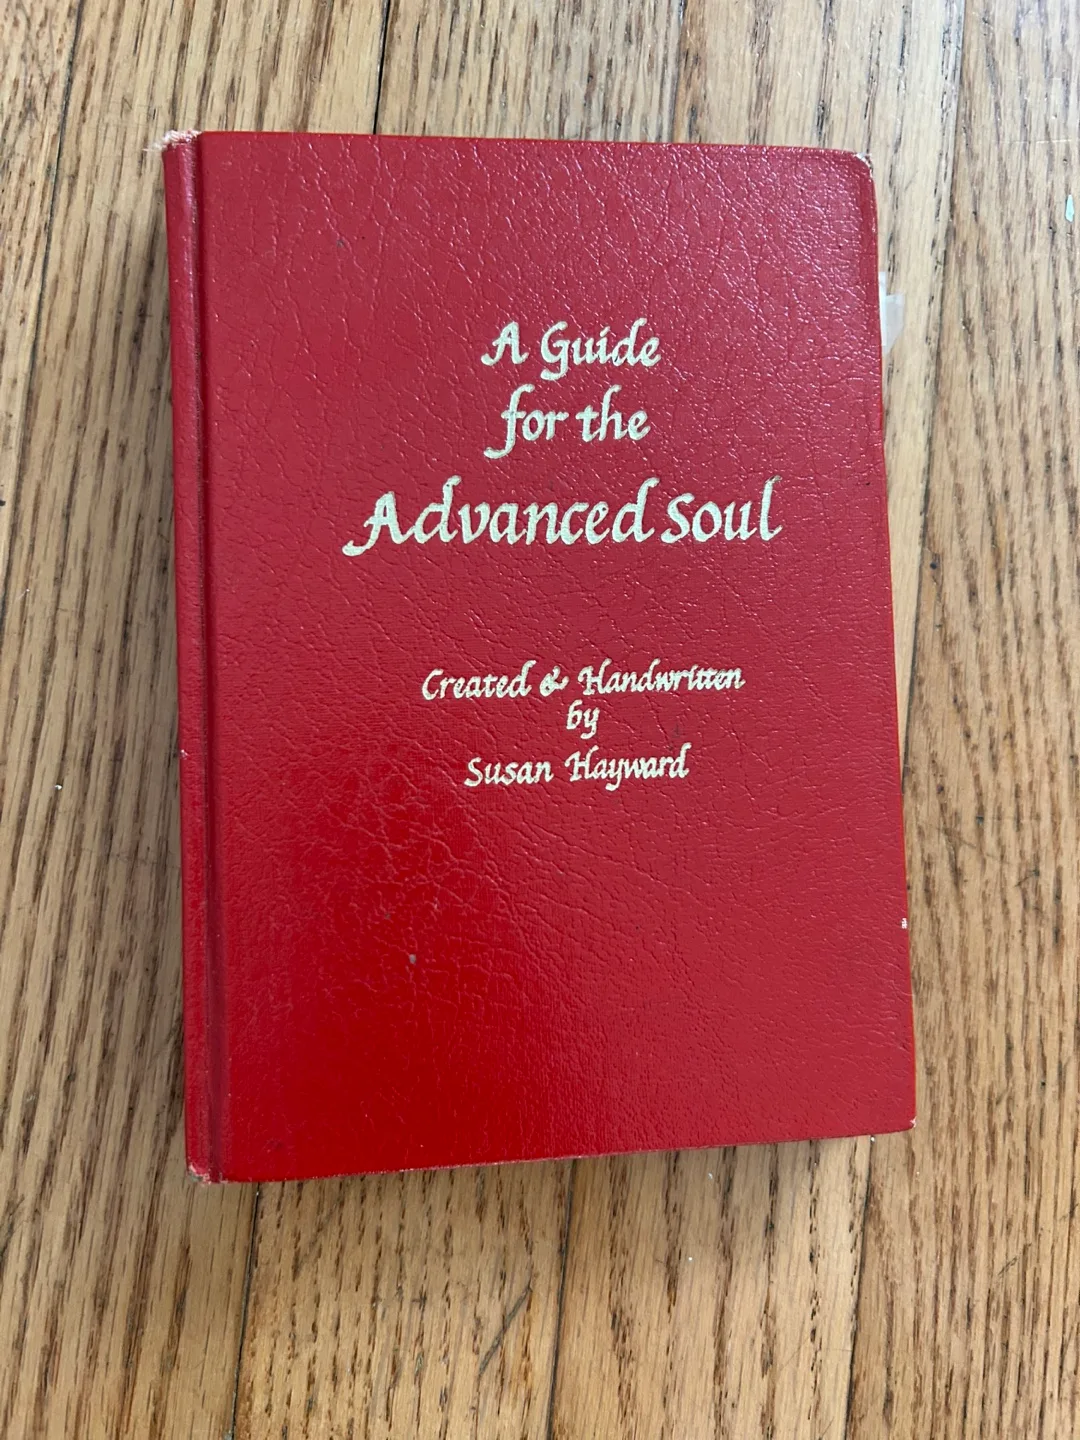 A Guide
for the
Advanced Soul
Created & Handwritten
by
Susan Hayward